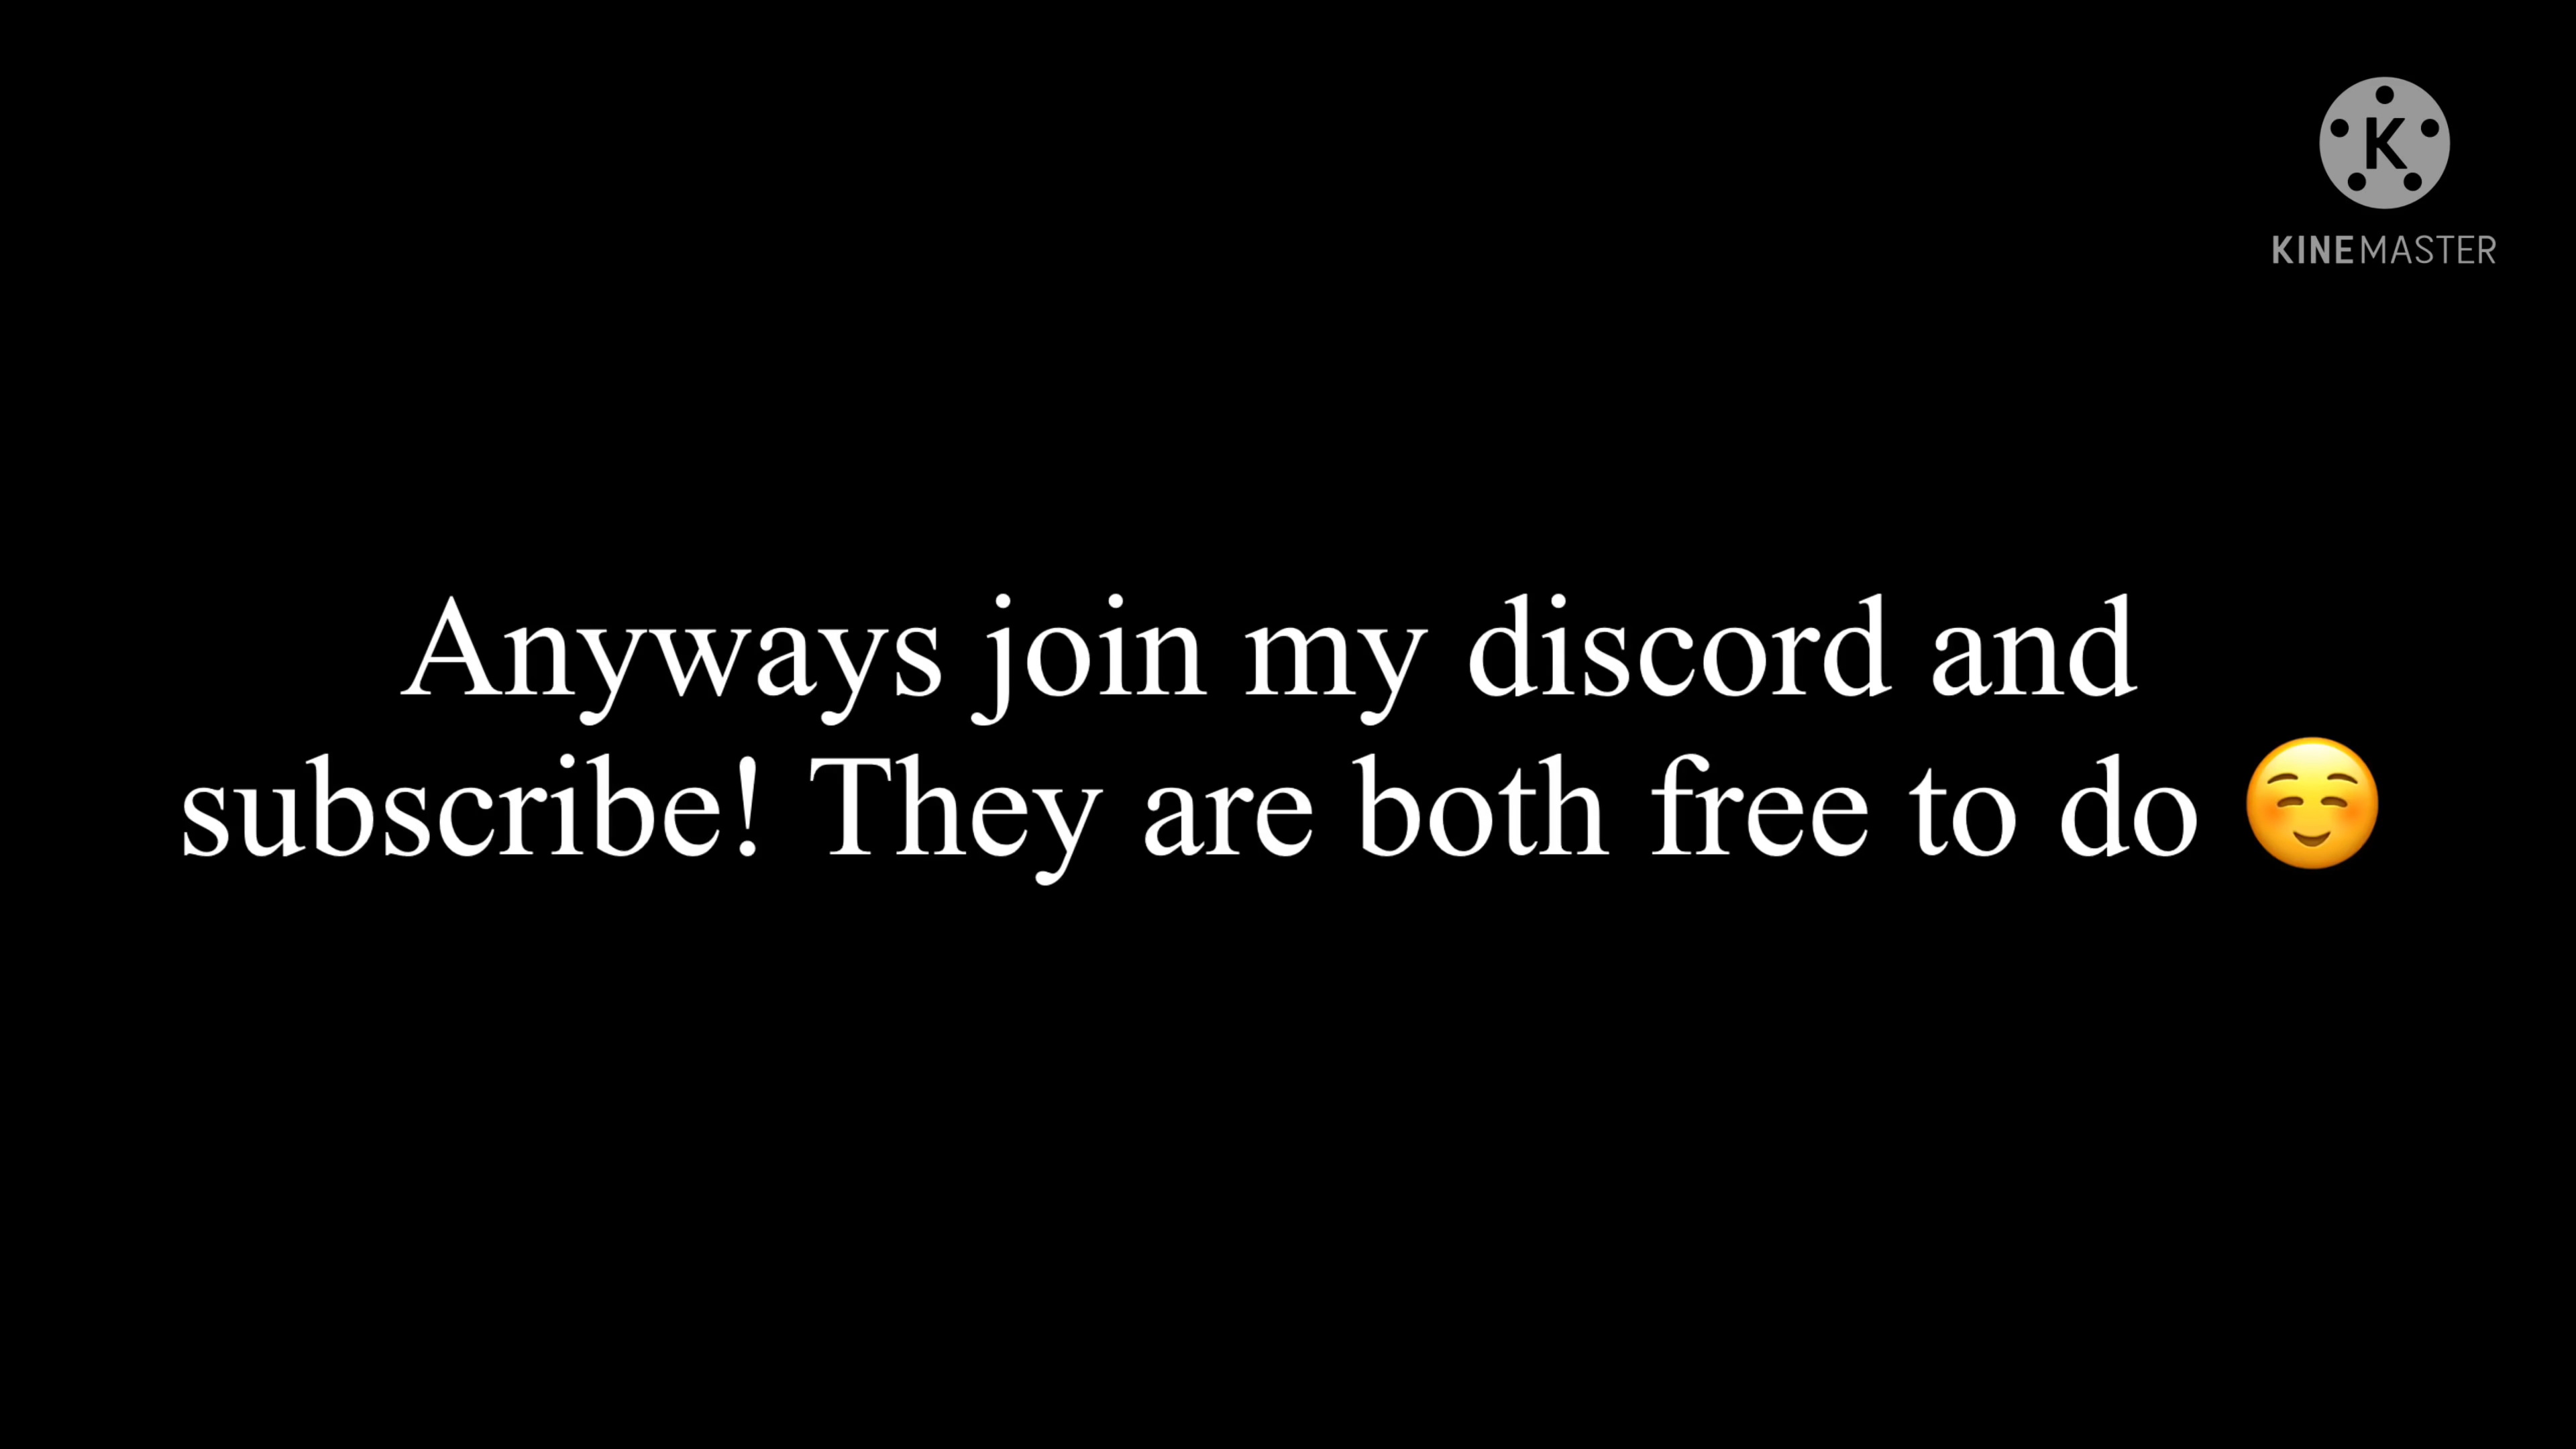 K
KINEMASTER
Anyways join my discord and
subscribe! They are both free to do ☺️